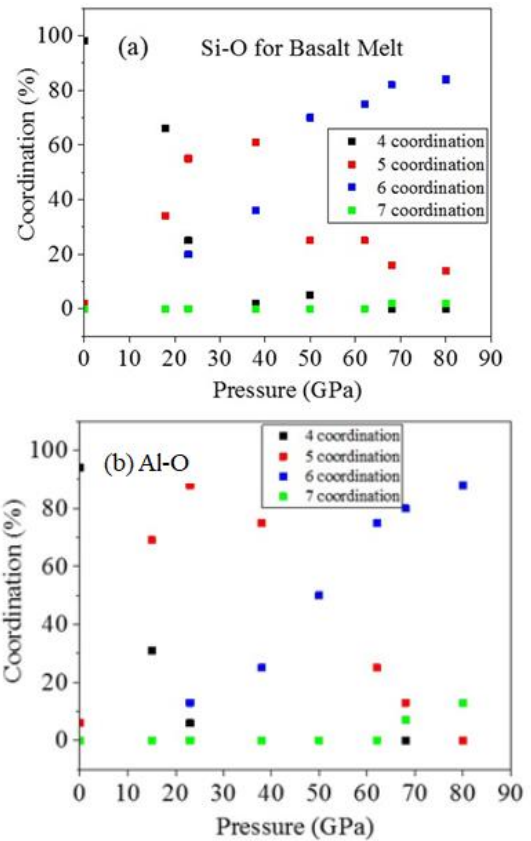 (a) Si-O for Basalt Melt
Coordination (%)
100
80
60
40
20
0
4 coordination
5 coordination
6 coordination
7 coordination
0 10 20 30 40 50 60 70 80 90
Pressure (GPa)
(b) Al-O
Coordination (%)
100
80
60
40
20
0
4 coordination
5 coordination
6 coordination
7 coordination
0 10 20 30 40 50 60 70 80 90
Pressure (GPa)